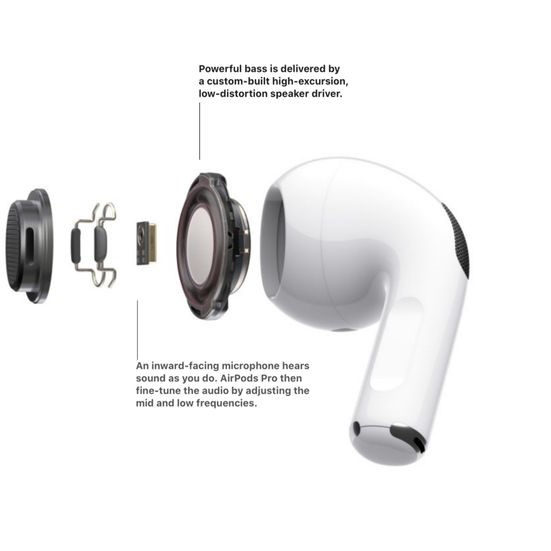 Powerful bass is delivered by
a custom-built high-excursion,
low-distortion speaker driver.
An inward-facing microphone hears
sound as you do. AirPods Pro then
fine-tune the audio by adjusting the
mid and low frequencies.